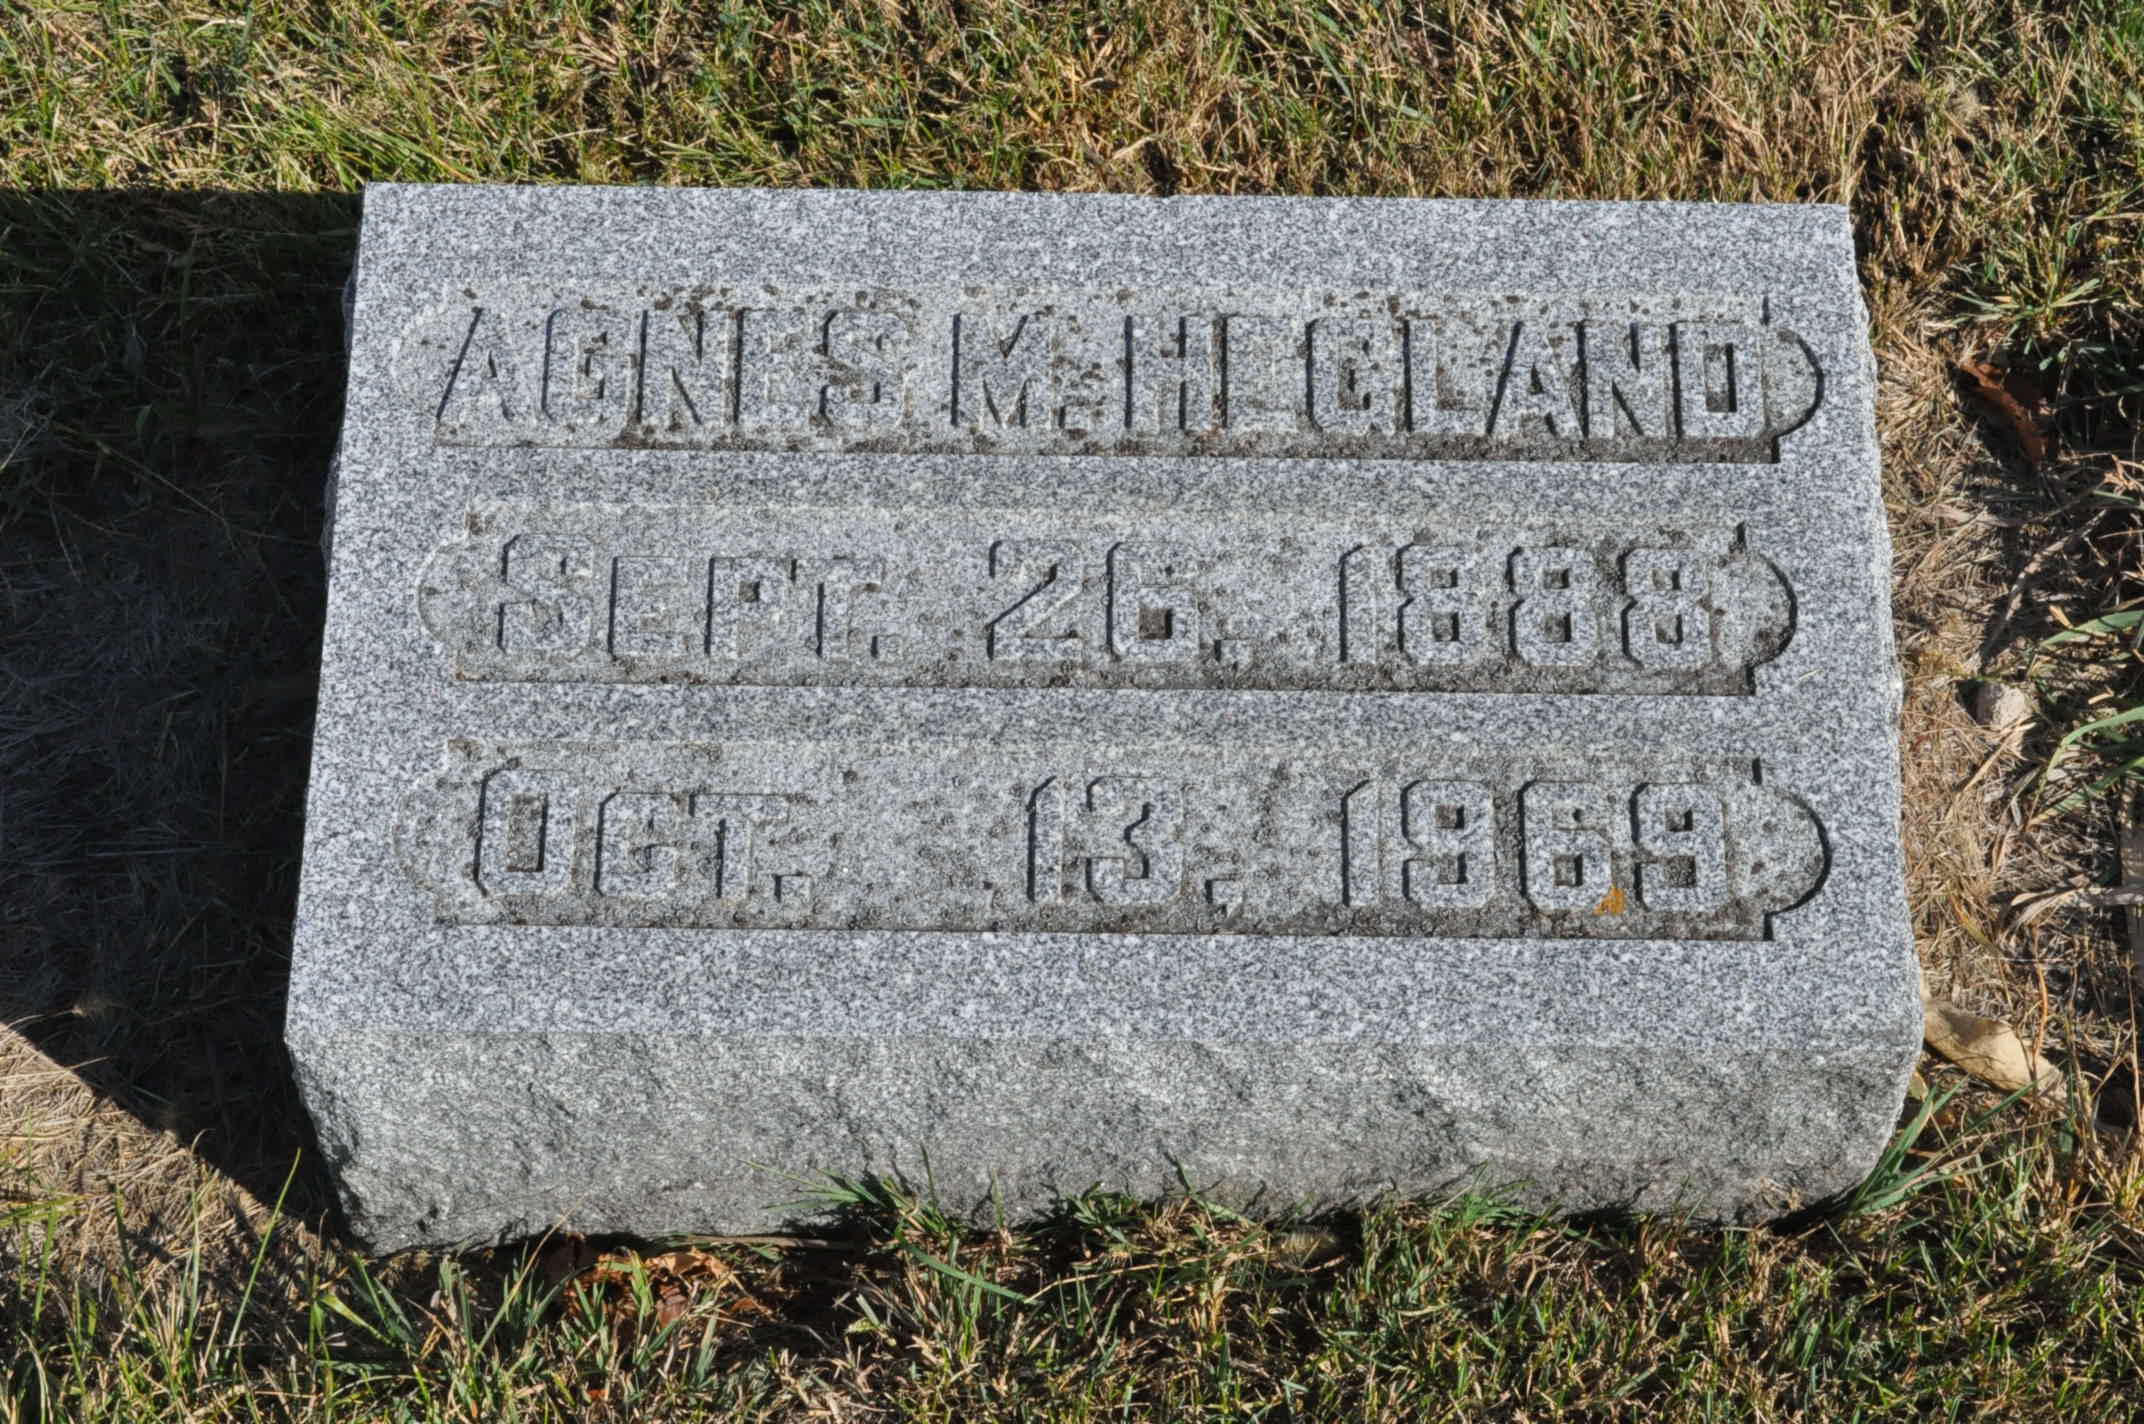 AGNES M. HEGLAND
SEPT. 26, 1888
OCT. 13, 1969